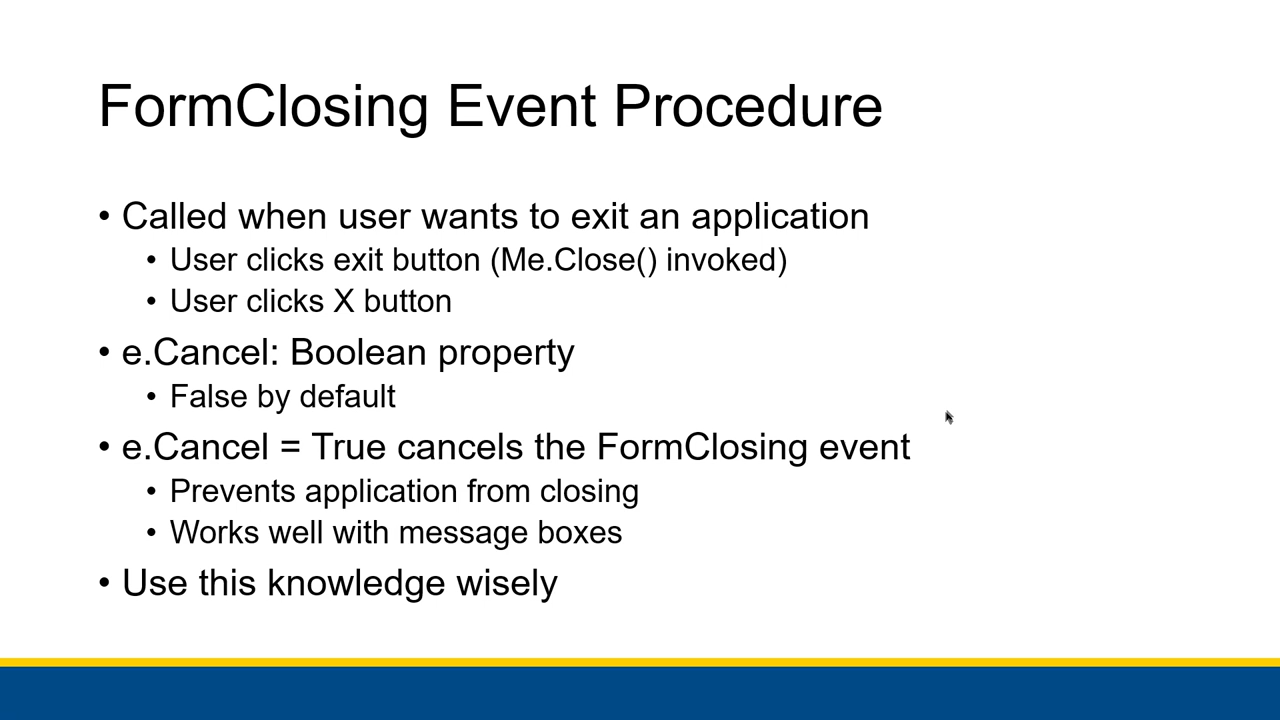 FormClosing Event Procedure
• Called when user wants to exit an application
• User clicks exit button (Me.Close() invoked)
• User clicks X button
• e.Cancel: Boolean property
• False by default
• e.Cancel = True cancels the FormClosing event
• Prevents application from closing
• Works well with message boxes
• Use this knowledge wisely